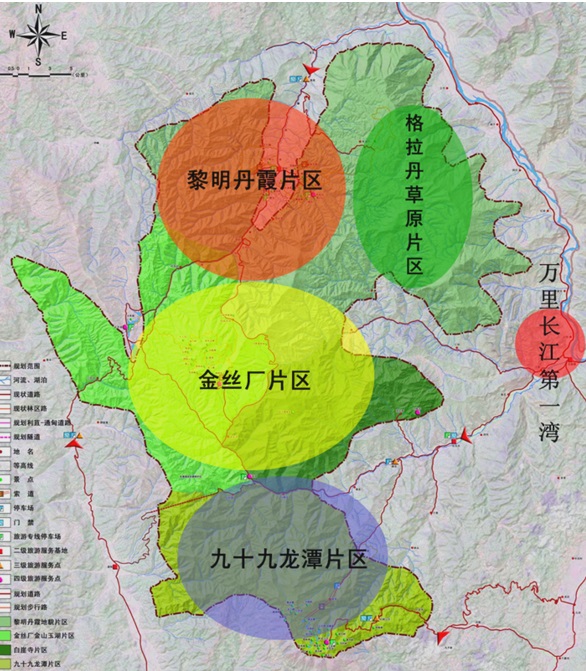 N
W E
S
(公里)
黎明丹霞片区
格拉丹草原片区
万里长江第一湾
金丝厂片区
九十九龙潭片区
规划范围
河流、湖泊
现状道路
现状林区路
规划利直-通甸道路
规划隧道
地 名
等高线
景 点
索 道
停车场
门 禁
旅游专线停车场
二级旅游服务基地
三级旅游服务点
四级旅游服务点
规划道路
规划步行路
黎明丹霞地貌片区
金丝厂金山玉湖片区
白崖寺片区
九十九龙潭片区